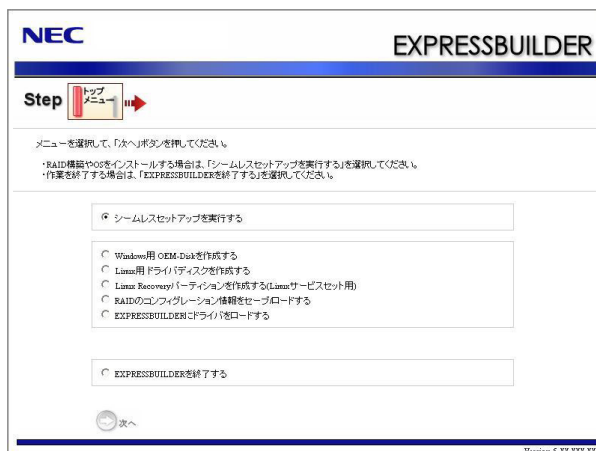 NEC
EXPRESSBUILDER
Step
トップ
メニュー
メニューを選択して、「次へ」ボタンを押してください。
・RAID構築やOSをインストールする場合は、「シームレスセットアップを実行する」を選択してください。
・作業を終了する場合は、「EXPRESSBUILDERを終了する」を選択してください。
シームレスセットアップを実行する
Windows用 OEM-Diskを作成する
Linux用 ドライバディスクを作成する
Linux Recoveryパーティションを作成する(Linuxサービスセット用)
RAIDのコンフィグレーション情報をセーブ/ロードする
EXPRESSBUILDERにドライバをロードする
EXPRESSBUILDERを終了する
次へ